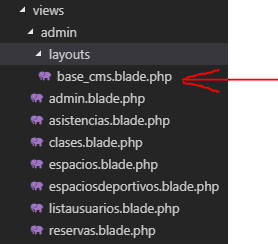 views
admin
layouts
base_cms.blade.php
admin.blade.php
asistencias.blade.php
clases.blade.php
espacios.blade.php
espaciosdeportivos.blade.php
listausuarios.blade.php
reservas.blade.php